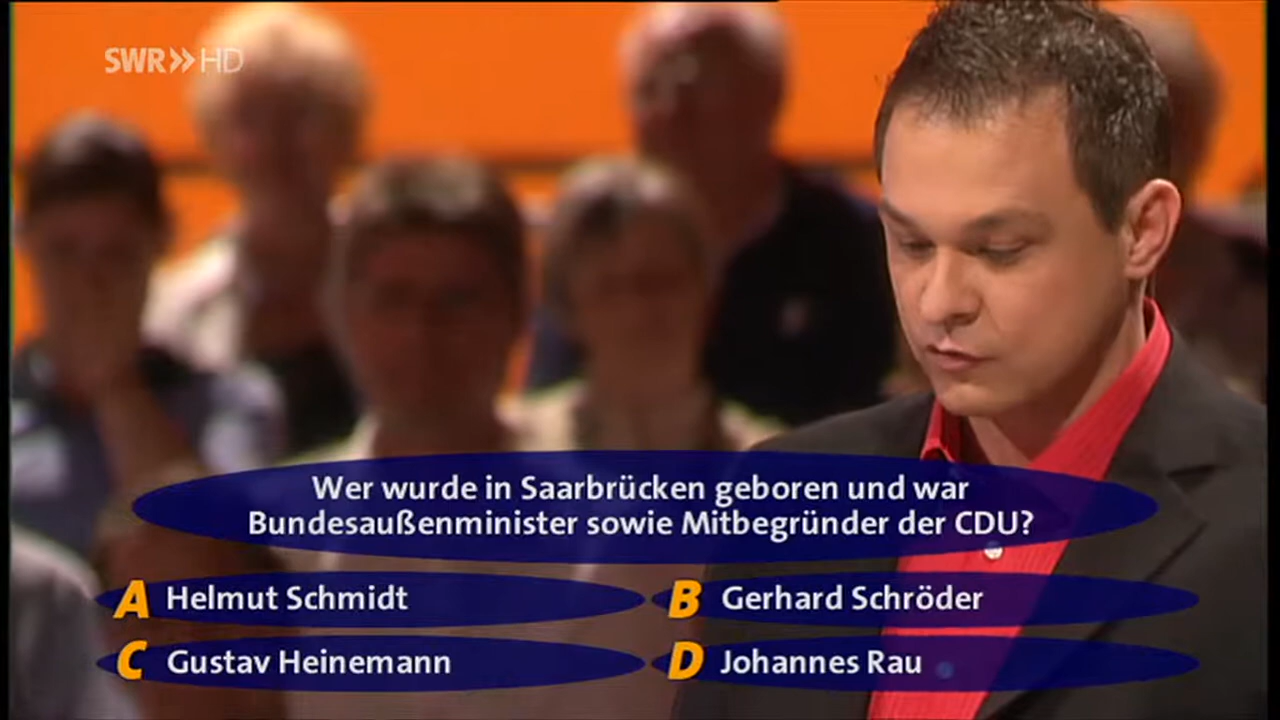 SWR»HD
Wer wurde in Saarbrücken geboren und war
Bundesaußenminister sowie Mitbegründer der CDU?
A Helmut Schmidt
B Gerhard Schröder
C Gustav Heinemann
D Johannes Rau